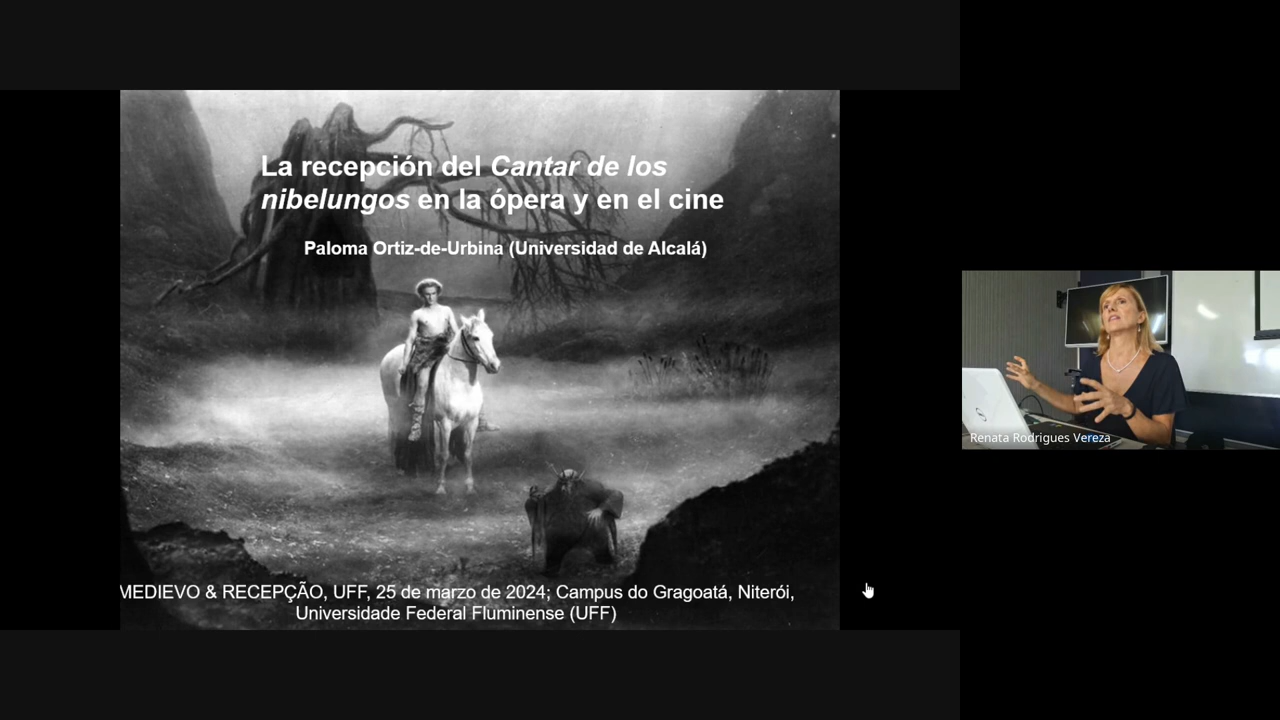 La recepción del Cantar de los
nibelungos en la ópera y en el cine
Paloma Ortiz-de-Urbina (Universidad de Alcalá)
MEDIEVO & RECEPÇÃO, UFF, 25 de marzo de 2024; Campus do Gragoatá, Niterói,
Universidade Federal Fluminense (UFF)
Renata Rodrigues Vereza